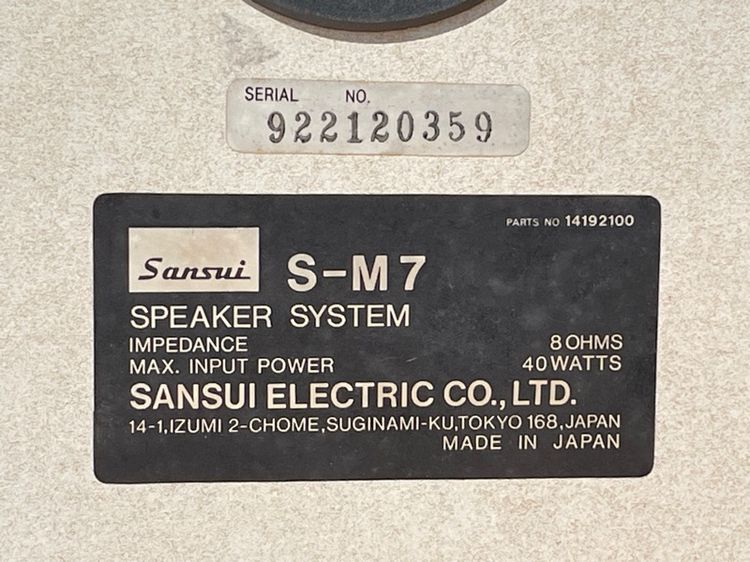 SERIAL NO.
922120359
PARTS NO 14192100
Sansui S-M7
SPEAKER SYSTEM
IMPEDANCE 8 OHMS
MAX. INPUT POWER 40 WATTS
SANSUI ELECTRIC CO., LTD.
14-1, IZUMI 2-CHOME, SUGINAMI-KU, TOKYO 168, JAPAN
MADE IN JAPAN